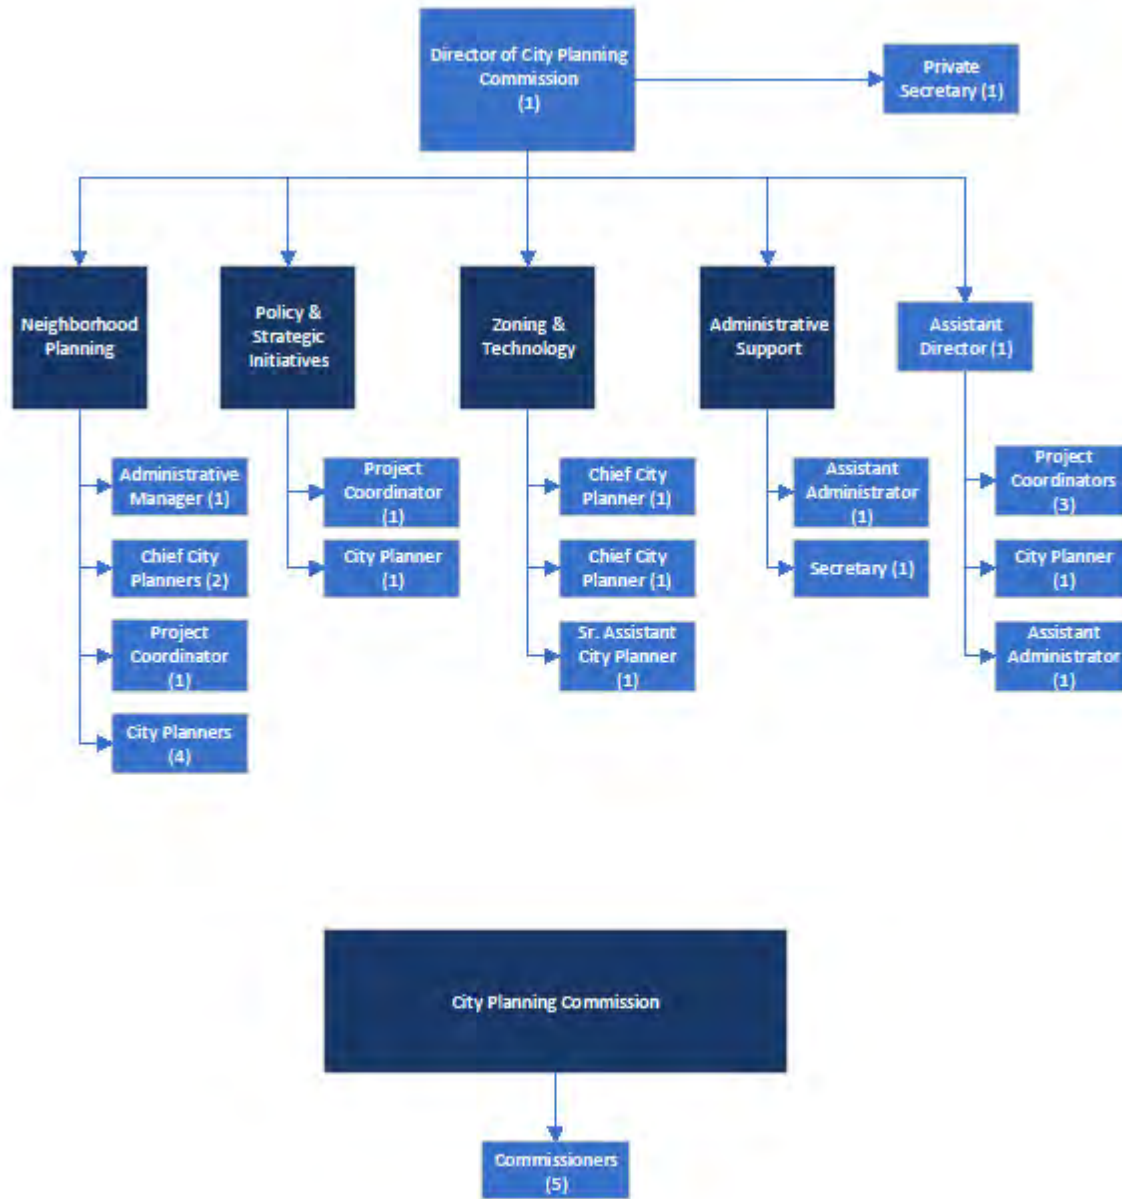 Director of City Planning
Commission
(1)
Private
Secretary (1)
Neighborhood
Planning
Policy &
Strategic
Initiatives
Zoning &
Technology
Administrative
Support
Assistant
Director (1)
Administrative
Manager (1)
Chief City
Planners (2)
Project
Coordinator
(1)
City Planners
(4)
Project
Coordinator
(1)
City Planner
(1)
Chief City
Planner (1)
Chief City
Planner (1)
Sr. Assistant
City Planner
(1)
Assistant
Administrator
(1)
Secretary (1)
Project
Coordinators
(3)
City Planner
(1)
Assistant
Administrator
(1)
City Planning Commission
Commissioners
(5)